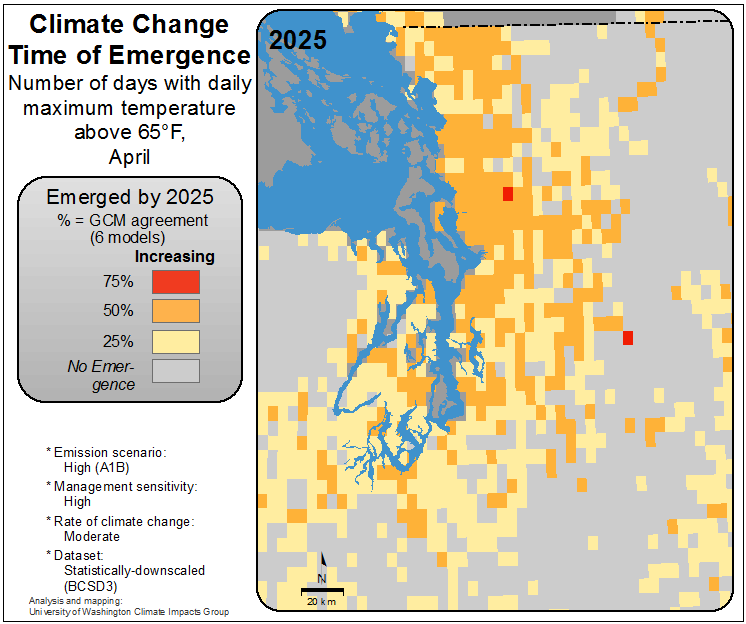 Climate Change
Time of Emergence
Number of days with daily
maximum temperature
above 65°F,
April
Emerged by 2025
% = GCM agreement
(6 models)
Increasing
75%
50%
25%
No Emer-
gence
* Emission scenario:
High (A1B)
* Management sensitivity:
High
* Rate of climate change:
Moderate
* Dataset:
Statistically-downscaled
(BCSD3)
Analysis and mapping:
University of Washington Climate Impacts Group
2025
N
20 km